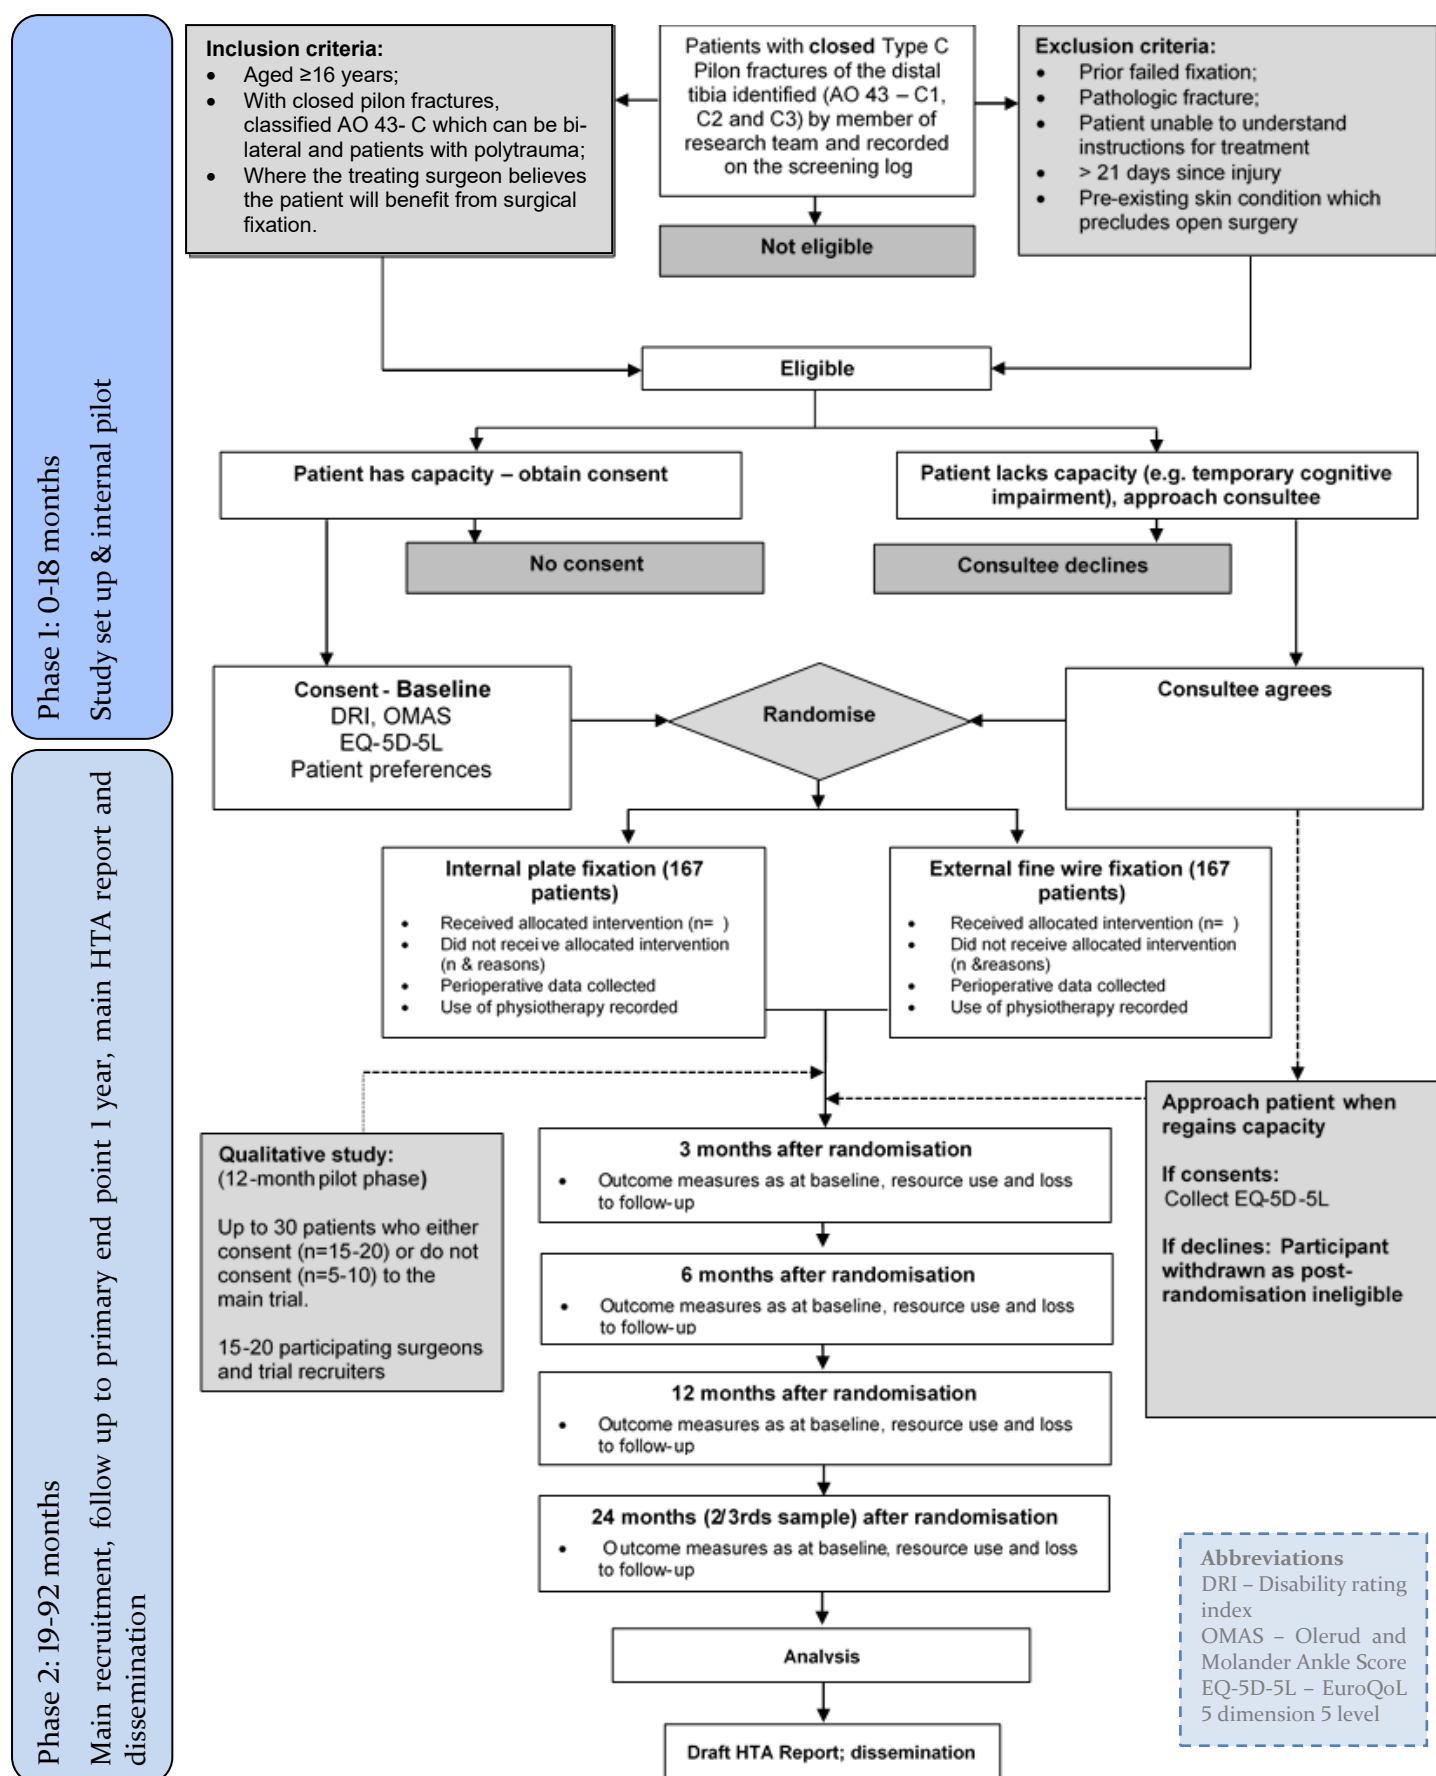 Phase 1: 0-18 months
Study set up & internal pilot
Inclusion criteria:
• Aged ≥16 years;
• With closed pilon fractures,
classified AO 43- C which can be bi-
lateral and patients with polytrauma;
• Where the treating surgeon believes
the patient will benefit from surgical
fixation.
Patients with closed Type C
Pilon fractures of the distal
tibia identified (AO 43 – C1,
C2 and C3) by member of
research team and recorded
on the screening log
Exclusion criteria:
• Prior failed fixation;
• Pathologic fracture;
• Patient unable to understand
instructions for treatment
• > 21 days since injury
• Pre-existing skin condition which
precludes open surgery
Not eligible
Eligible
Patient has capacity – obtain consent
Patient lacks capacity (e.g. temporary cognitive
impairment), approach consultee
No consent
Consultee declines
Consent - Baseline
DRI, OMAS
EQ-5D-5L
Patient preferences
Randomise
Consultee agrees
Phase 2: 19-92 months
Main recruitment, follow up to primary end point 1 year, main HTA report and
dissemination
Internal plate fixation (167
patients)
• Received allocated intervention (n= )
• Did not receive allocated intervention
(n & reasons)
• Perioperative data collected
• Use of physiotherapy recorded
External fine wire fixation (167
patients)
• Received allocated intervention (n= )
• Did not receive allocated intervention
(n &reasons)
• Perioperative data collected
• Use of physiotherapy recorded
Qualitative study:
(12-month pilot phase)
Up to 30 patients who either
consent (n=15-20) or do not
consent (n=5-10) to the
main trial.
15-20 participating surgeons
and trial recruiters
3 months after randomisation
• Outcome measures as at baseline, resource use and loss
to follow-up
6 months after randomisation
• Outcome measures as at baseline, resource use and loss
to follow-up
12 months after randomisation
• Outcome measures as at baseline, resource use and loss
to follow-up
24 months (2/3rds sample) after randomisation
• Outcome measures as at baseline, resource use and loss
to follow-up
Approach patient when
regains capacity
If consents:
Collect EQ-5D-5L
If declines: Participant
withdrawn as post-
randomisation ineligible
Analysis
Draft HTA Report; dissemination
Abbreviations
DRI – Disability rating
index
OMAS – Olerud and
Molander Ankle Score
EQ-5D-5L – EuroQoL
5 dimension 5 level